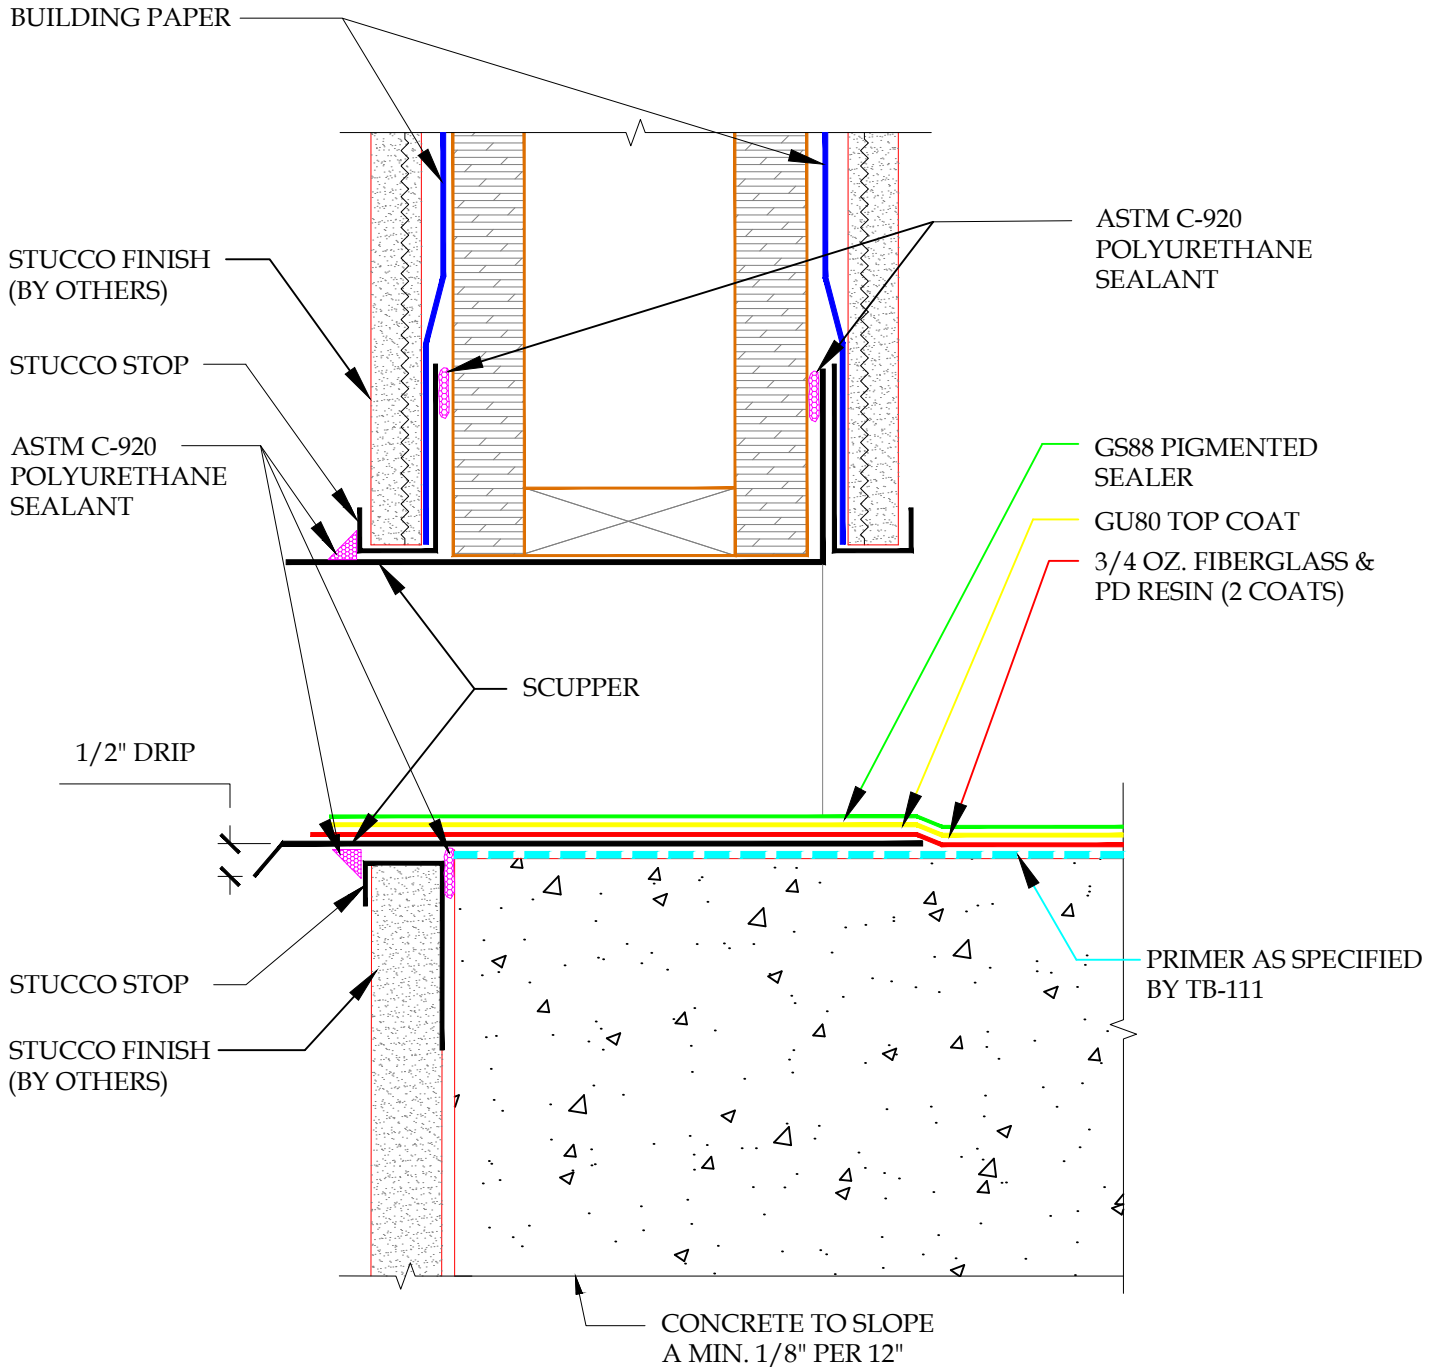 BUILDING PAPER
STUCCO FINISH
(BY OTHERS)
ASTM C-920
POLYURETHANE
SEALANT
STUCCO STOP
ASTM C-920
POLYURETHANE
SEALANT
GS88 PIGMENTED
SEALER
GU80 TOP COAT
3/4 OZ. FIBERGLASS &
PD RESIN (2 COATS)
SCUPPER
1/2" DRIP
STUCCO STOP
PRIMER AS SPECIFIED
BY TB-111
STUCCO FINISH
(BY OTHERS)
CONCRETE TO SLOPE
A MIN. 1/8" PER 12"